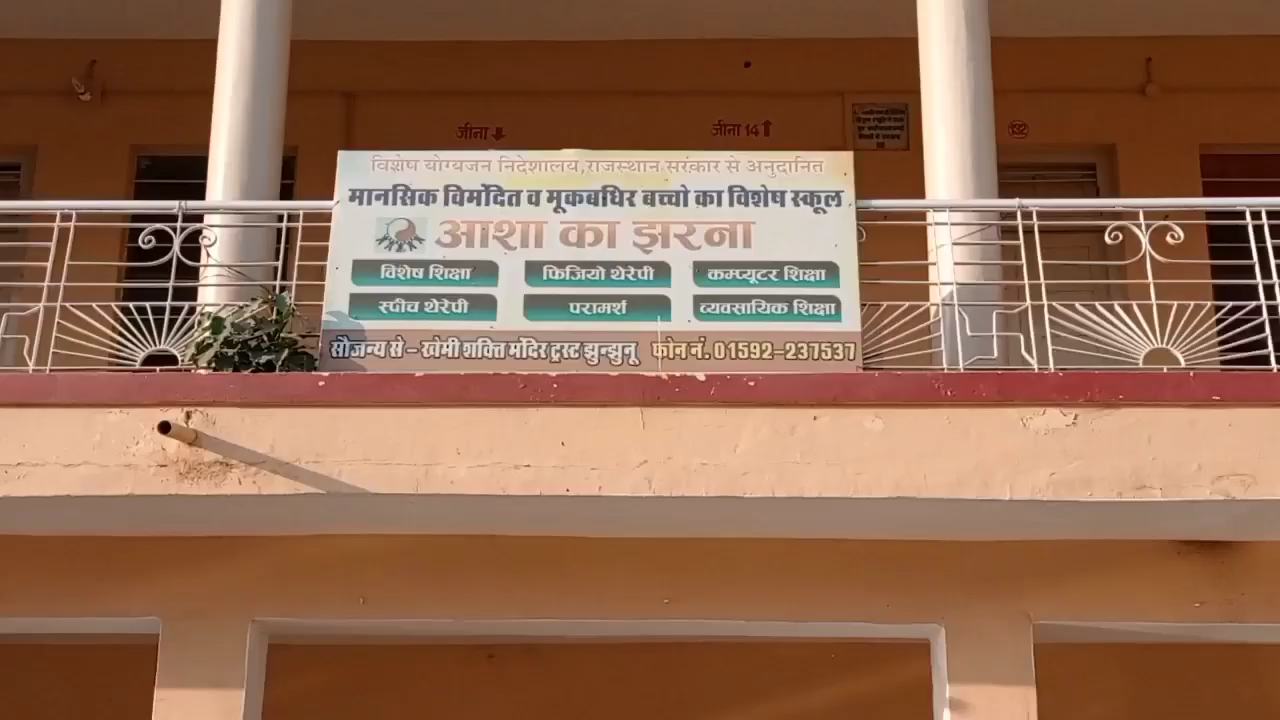 जीना
जीना 14
132
विशेष योग्यजन निदेशालय,राजस्थान सरकार से अनुदानित
मानसिक विमंदित व मूकबधिर बच्चो का विशेष स्कूल
आशा का झरना
विशेष शिक्षा फिजियो थेरेपी कम्प्यूटर शिक्षा
स्पीच थेरेपी परामर्श व्यवसायिक शिक्षा
सौजन्य से - खेमी शक्ति मंदिर ट्रस्ट झुन्झुनू फोन नं. 01592-237537